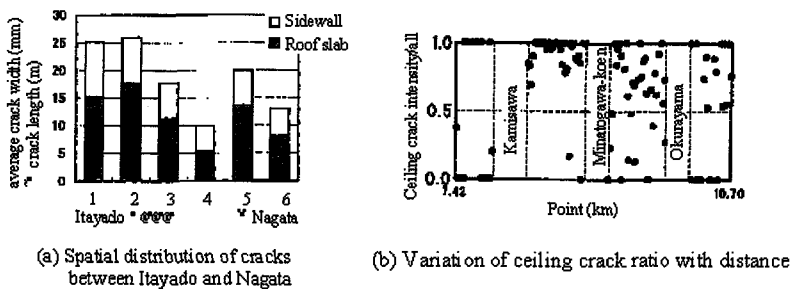 30
25
20
15
10
5
0
average crack width (mm)
* crack length (m)
Sidewall
Roof slab
1 2 3 4 5 6
Itayado * @@@ * Nagata
(a) Spatial distribution of cracks
between Itayado and Nagata
Ceiling crack intensity/all
1.0
0.5
0.0
Kamisawa
Minatogawa-koen
Okurayama
7.42 10.70
Point (km)
(b) Variation of ceiling crack ratio with distance